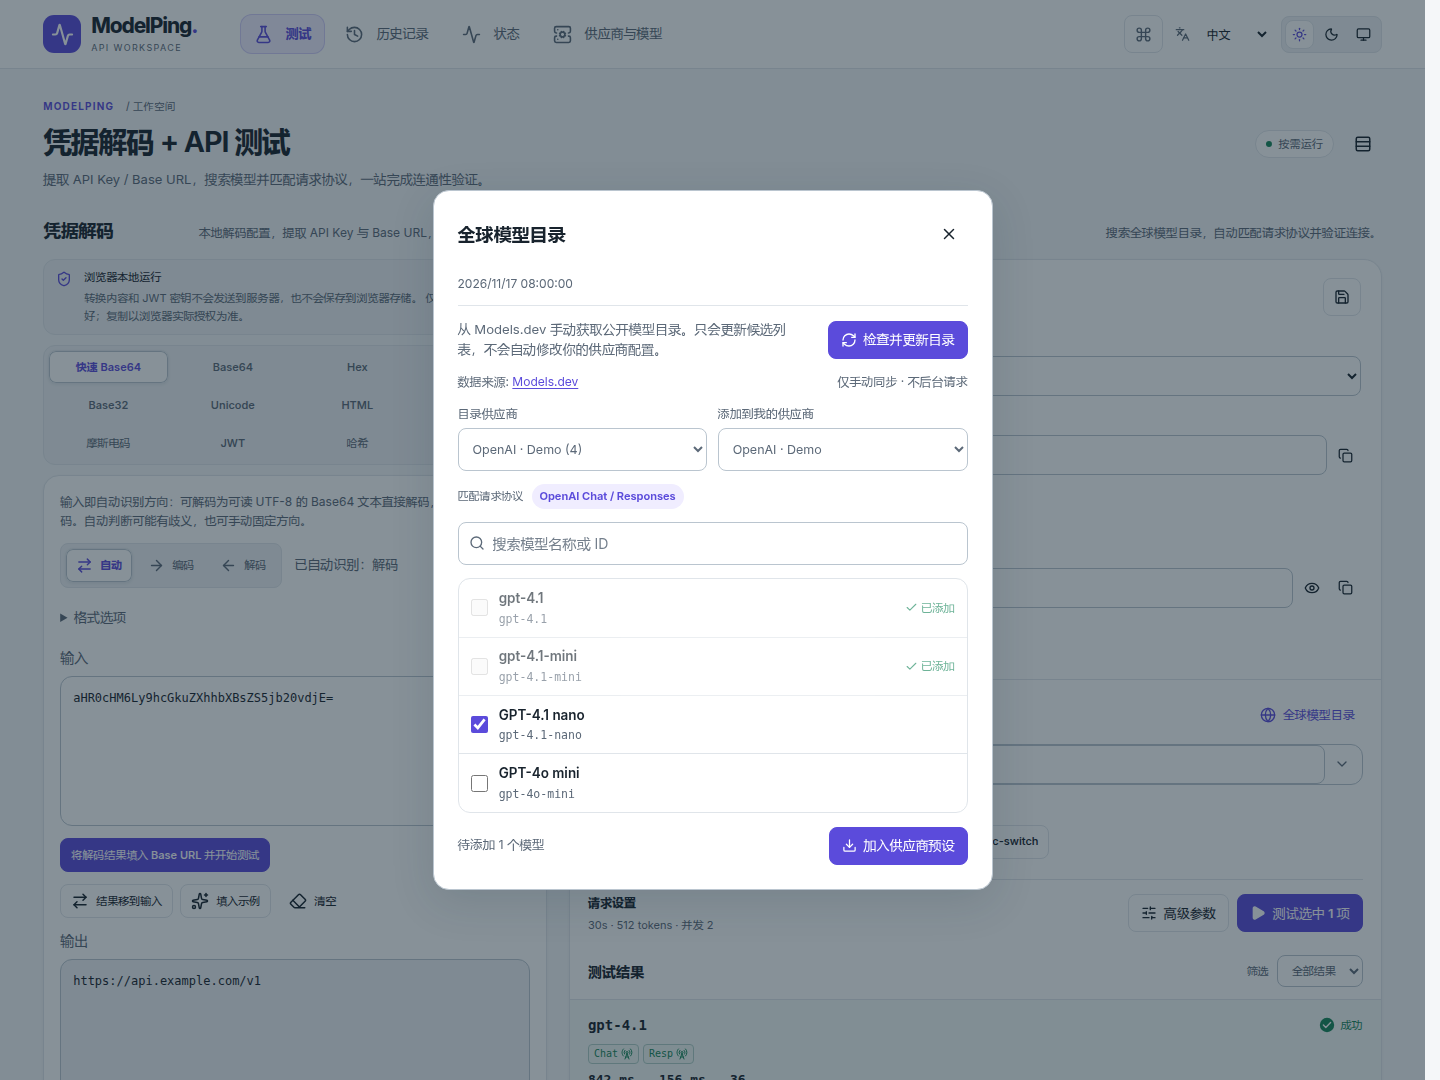 ModelPing.
API WORKSPACE
测试
历史记录
状态
供应商与模型
中文
MODELPING / 工作空间
凭据解码 + API 测试
按需运行
提取 API Key / Base URL，搜索模型并匹配请求协议，一站完成连通性验证。
凭据解码
本地解码配置，提取 API Key 与 Base URL，
搜索全球模型目录，自动匹配请求协议并验证连接。
浏览器本地运行
转换内容和 JWT 密钥不会发送到服务器，也不会保存到浏览器存储。
好；复制以浏览器实际授权为准。
快速 Base64
Base64
Hex
Base32
Unicode
HTML
摩斯电码
JWT
哈希
输入即自动识别方向：可解码为可读 UTF-8 的 Base64 文本直接解码，
码。自动判断可能有歧义，也可手动固定方向。
自动
编码
解码
已自动识别：解码
格式选项
输入
aHR0cHM6Ly9hcGkuZXhhbXBsZS5jb20vdjE=
将解码结果填入 Base URL 并开始测试
结果移到输入
填入示例
清空
输出
https://api.example.com/v1
全球模型目录
2026/11/17 08:00:00
从 Models.dev 手动获取公开模型目录。只会更新候选列
表，不会自动修改你的供应商配置。
检查并更新目录
数据来源: Models.dev
仅手动同步 · 不后台请求
目录供应商
添加到我的供应商
OpenAI · Demo (4)
OpenAI · Demo
匹配请求协议
OpenAI Chat / Responses
搜索模型名称或 ID
gpt-4.1
gpt-4.1
已添加
gpt-4.1-mini
gpt-4.1-mini
已添加
GPT-4.1 nano
gpt-4.1-nano
GPT-4o mini
gpt-4o-mini
待添加 1 个模型
加入供应商预设
全球模型目录
c-switch
请求设置
30s · 512 tokens · 并发 2
高级参数
测试选中 1 项
测试结果
筛选
全部结果
gpt-4.1
成功
Chat
Resp
842 ms
156 ms
36